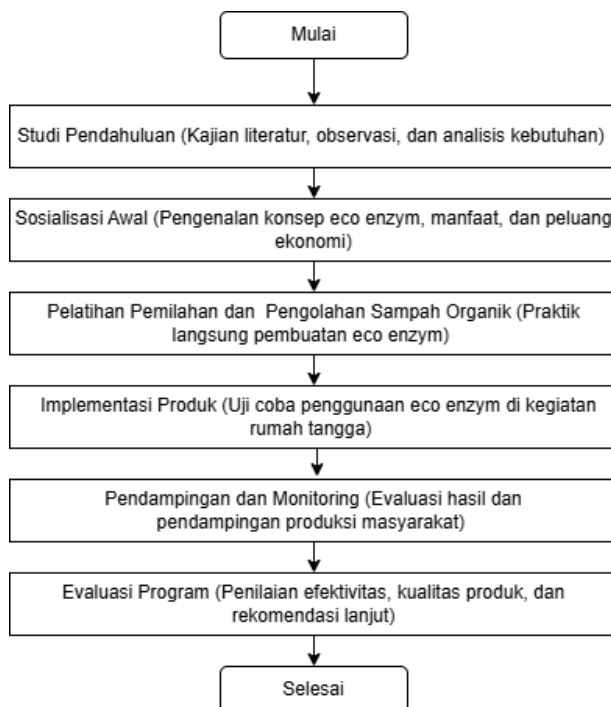 Mulai
Studi Pendahuluan (Kajian literatur, observasi, dan analisis kebutuhan)
Sosialisasi Awal (Pengenalan konsep eco enzym, manfaat, dan peluang
ekonomi)
Pelatihan Pemilahan dan Pengolahan Sampah Organik (Praktik
langsung pembuatan eco enzym)
Implementasi Produk (Uji coba penggunaan eco enzym di kegiatan
rumah tangga)
Pendampingan dan Monitoring (Evaluasi hasil dan
pendampingan produksi masyarakat)
Evaluasi Program (Penilaian efektivitas, kualitas produk, dan
rekomendasi lanjut)
Selesai